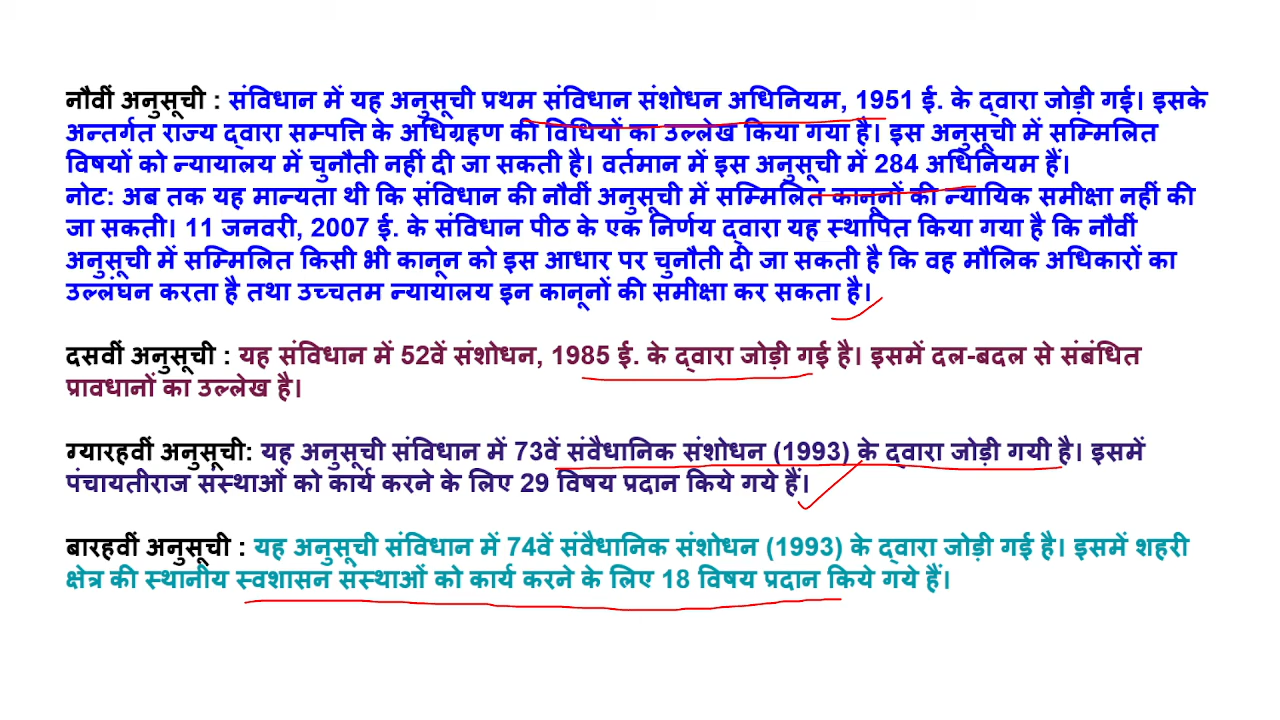 नौवीं अनुसूची : संविधान में यह अनुसूची प्रथम संविधान संशोधन अधिनियम, 1951 ई. के द्वारा जोड़ी गई। इसके
अन्तर्गत राज्य द्वारा सम्पत्ति के अधिग्रहण की विधियों का उल्लेख किया गया है। इस अनुसूची में सम्मिलित
विषयों को न्यायालय में चुनौती नहीं दी जा सकती है। वर्तमान में इस अनुसूची में 284 अधिनियम हैं।
नोट: अब तक यह मान्यता थी कि संविधान की नौवीं अनुसूची में सम्मिलित कानूनों की न्यायिक समीक्षा नहीं की
जा सकती। 11 जनवरी, 2007 ई. के संविधान पीठ के एक निर्णय द्वारा यह स्थापित किया गया है कि नौवीं
अनुसूची में सम्मिलित किसी भी कानून को इस आधार पर चुनौती दी जा सकती है कि वह मौलिक अधिकारों का
उल्लंघन करता है तथा उच्चतम न्यायालय इन कानूनों की समीक्षा कर सकता है।
दसवीं अनुसूची : यह संविधान में 52वें संशोधन, 1985 ई. के द्वारा जोड़ी गई है। इसमें दल-बदल से संबंधित
प्रावधानों का उल्लेख है।
ग्यारहवीं अनुसूची: यह अनुसूची संविधान में 73वें संवैधानिक संशोधन (1993) के द्वारा जोड़ी गयी है। इसमें
पंचायतीराज संस्थाओं को कार्य करने के लिए 29 विषय प्रदान किये गये हैं।
बारहवीं अनुसूची : यह अनुसूची संविधान में 74वें संवैधानिक संशोधन (1993) के द्वारा जोड़ी गई है। इसमें शहरी
क्षेत्र की स्थानीय स्वशासन संस्थाओं को कार्य करने के लिए 18 विषय प्रदान किये गये हैं।